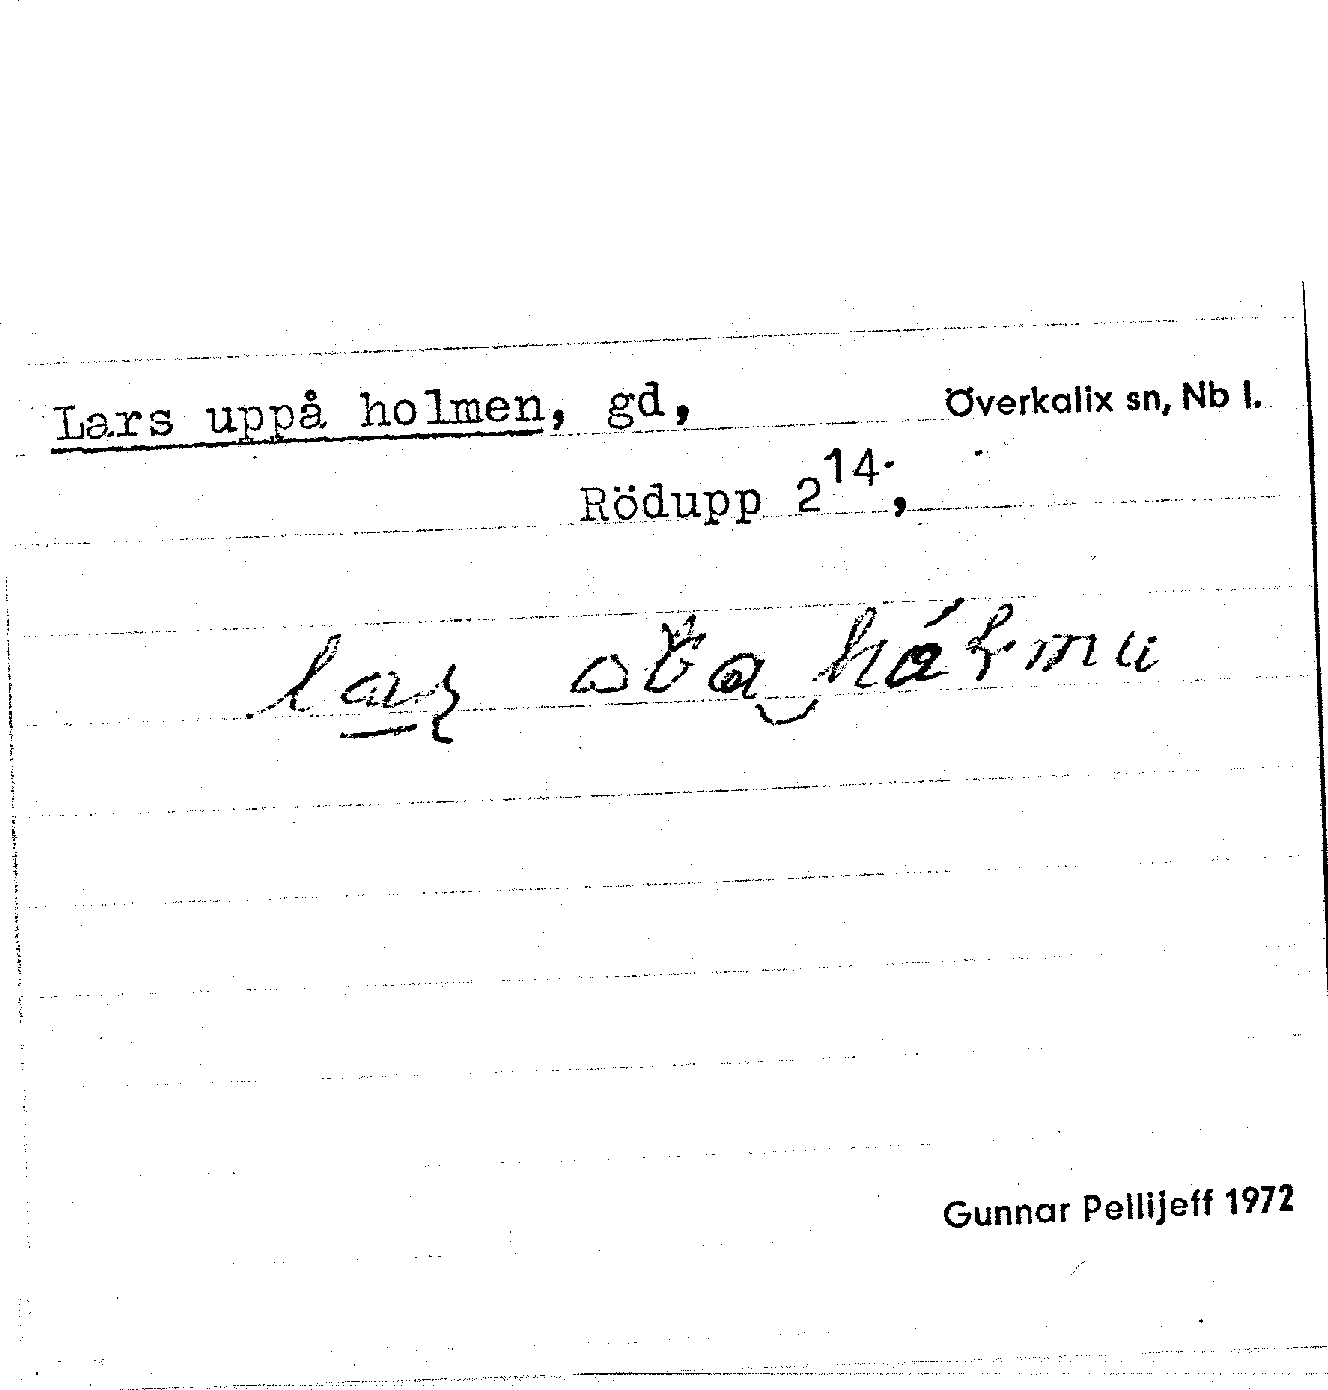 Lars uppå holmen, gd, Överkalix sn, Nb l.
Rödupp 2¹⁴·,
Gunnar Pellijeff 1972